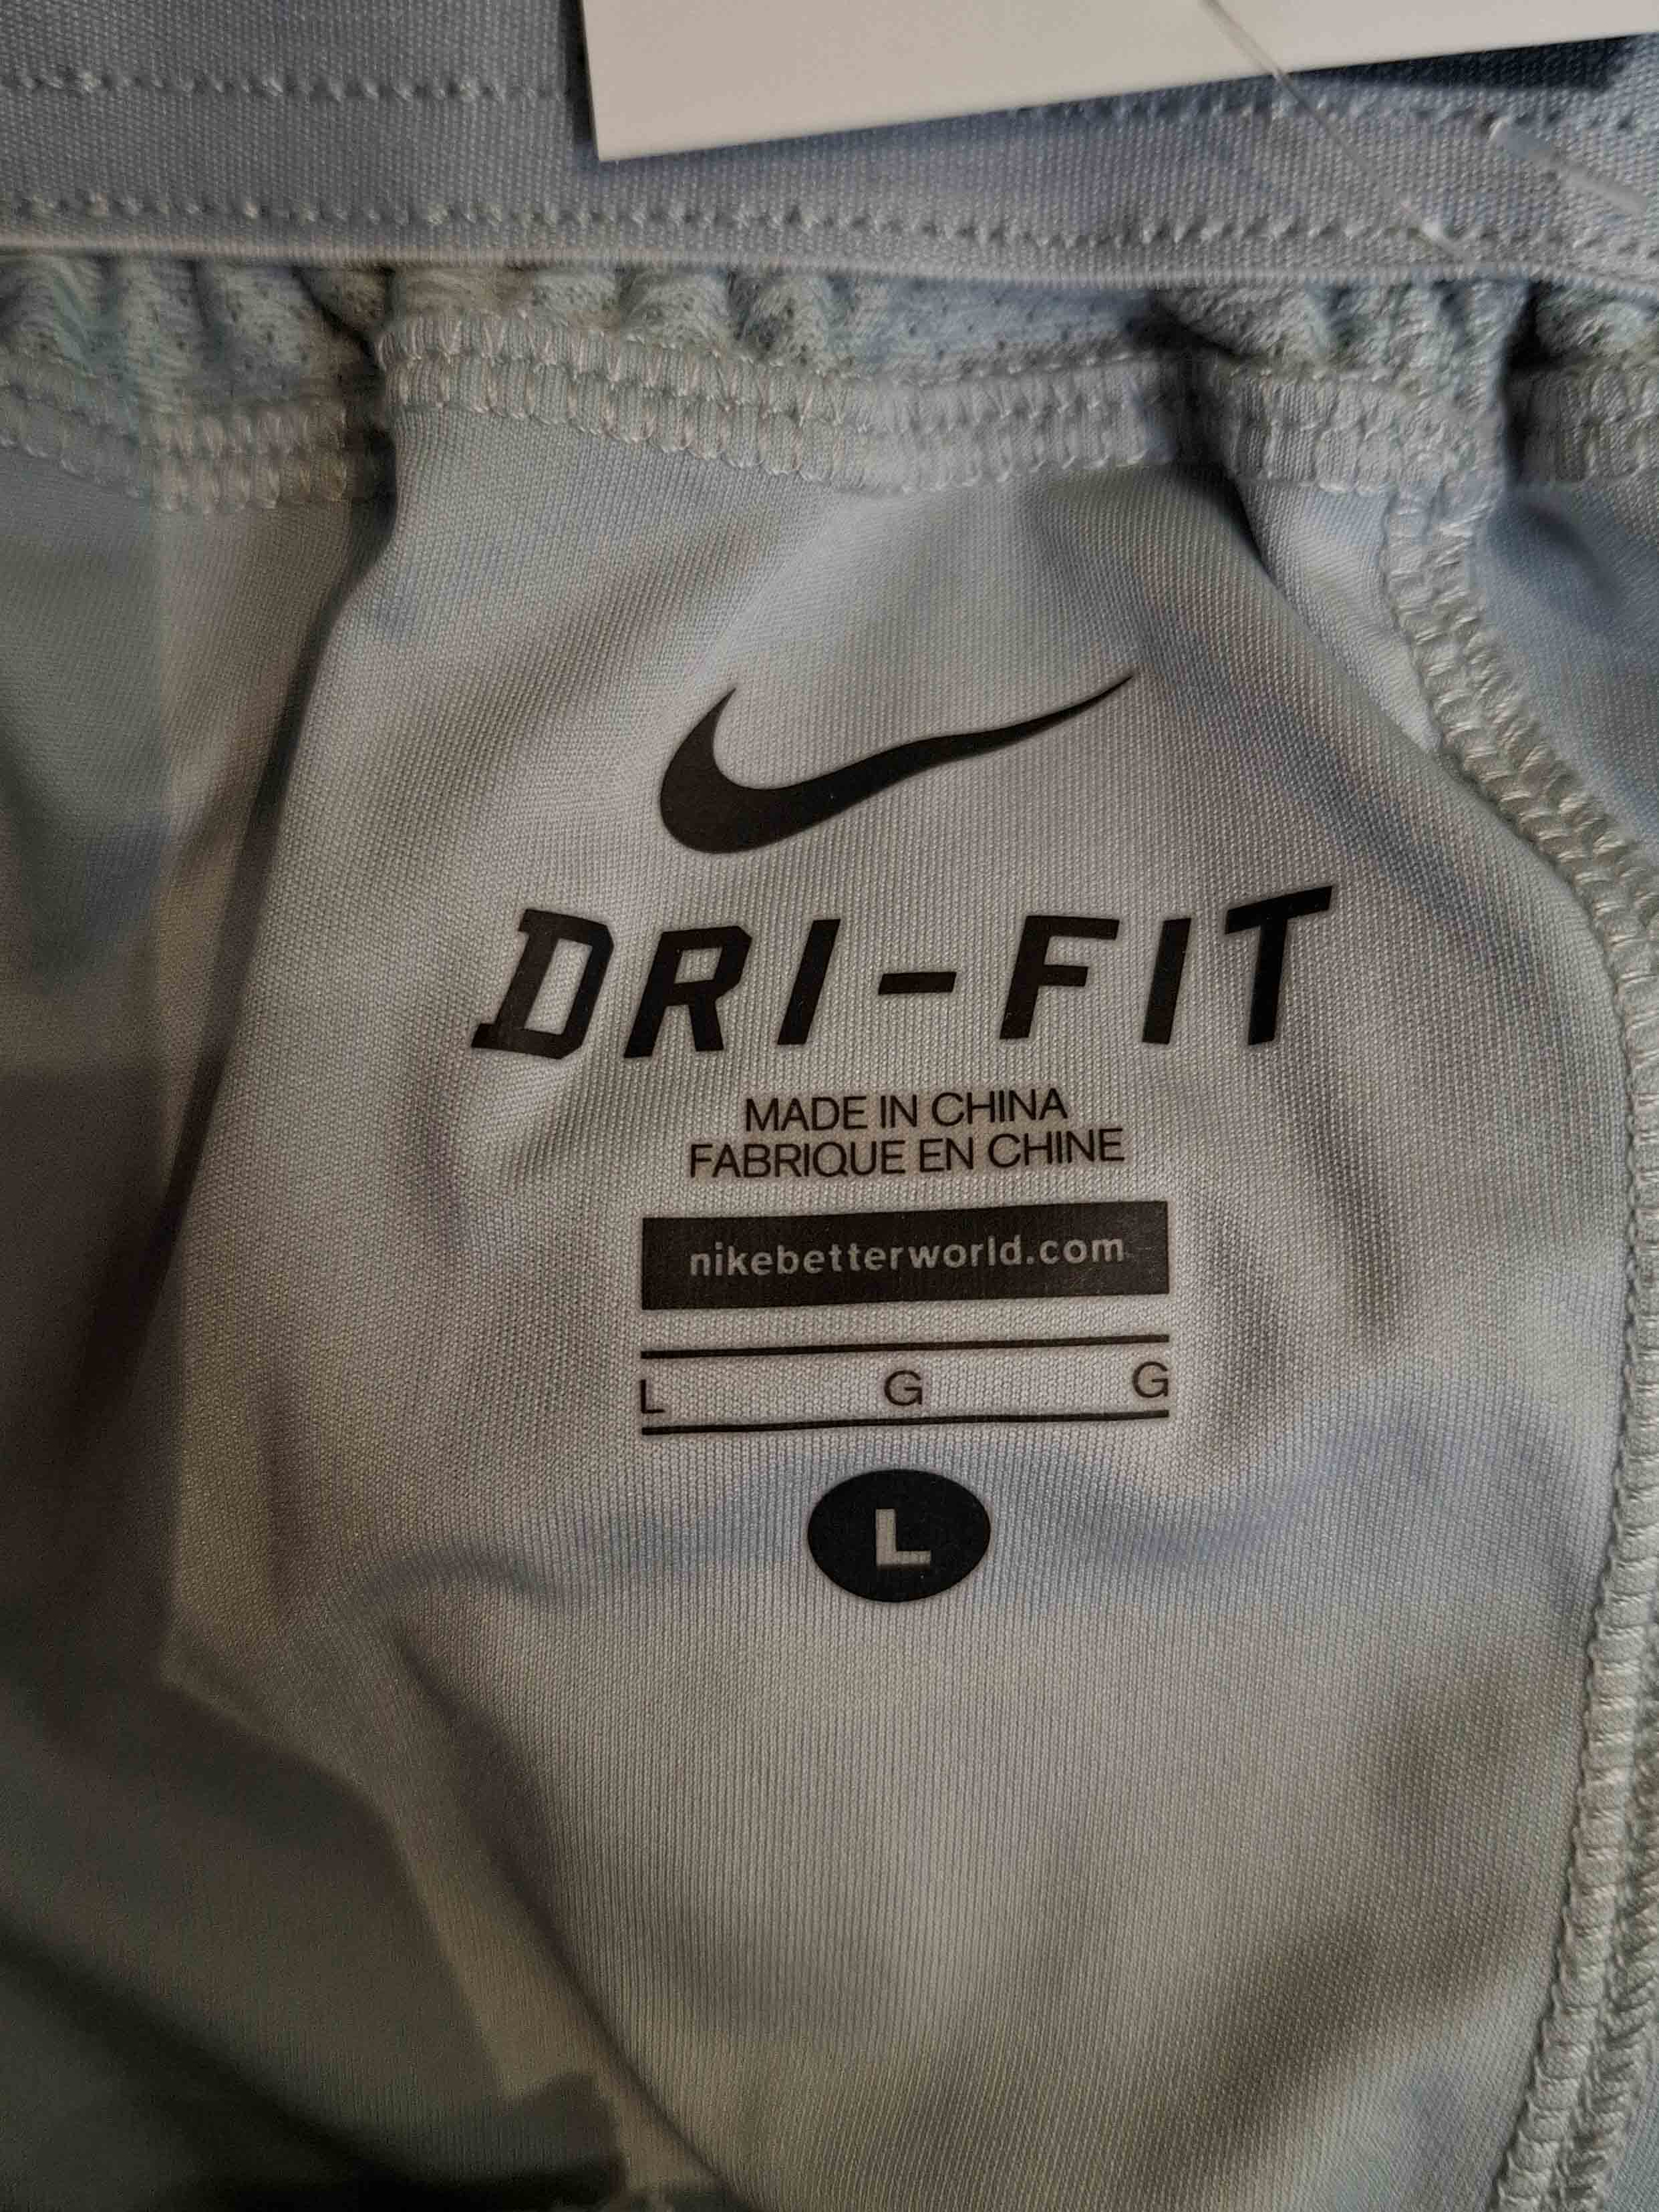 DRI-FIT
MADE IN CHINA
FABRIQUE EN CHINE
nikebetterworld.com
L G G
L